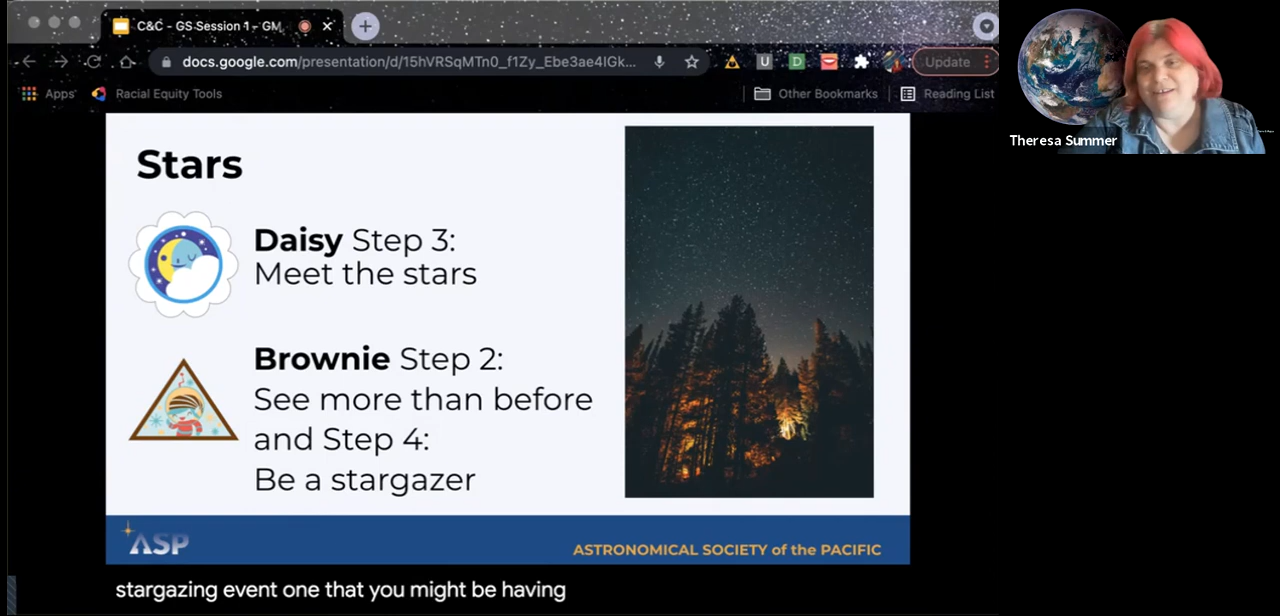 C&C - GS Session 1 - GM
docs.google.com/presentation/d/15hVRSqMTn0_f1Zy_Ebe3ae4IGk...
U
D
Update
Apps
Racial Equity Tools
Other Bookmarks
Reading List
Theresa Summer
Stars
Daisy Step 3:
Meet the stars
Brownie Step 2:
See more than before
and Step 4:
Be a stargazer
ASP
ASTRONOMICAL SOCIETY of the PACIFIC
stargazing event one that you might be having